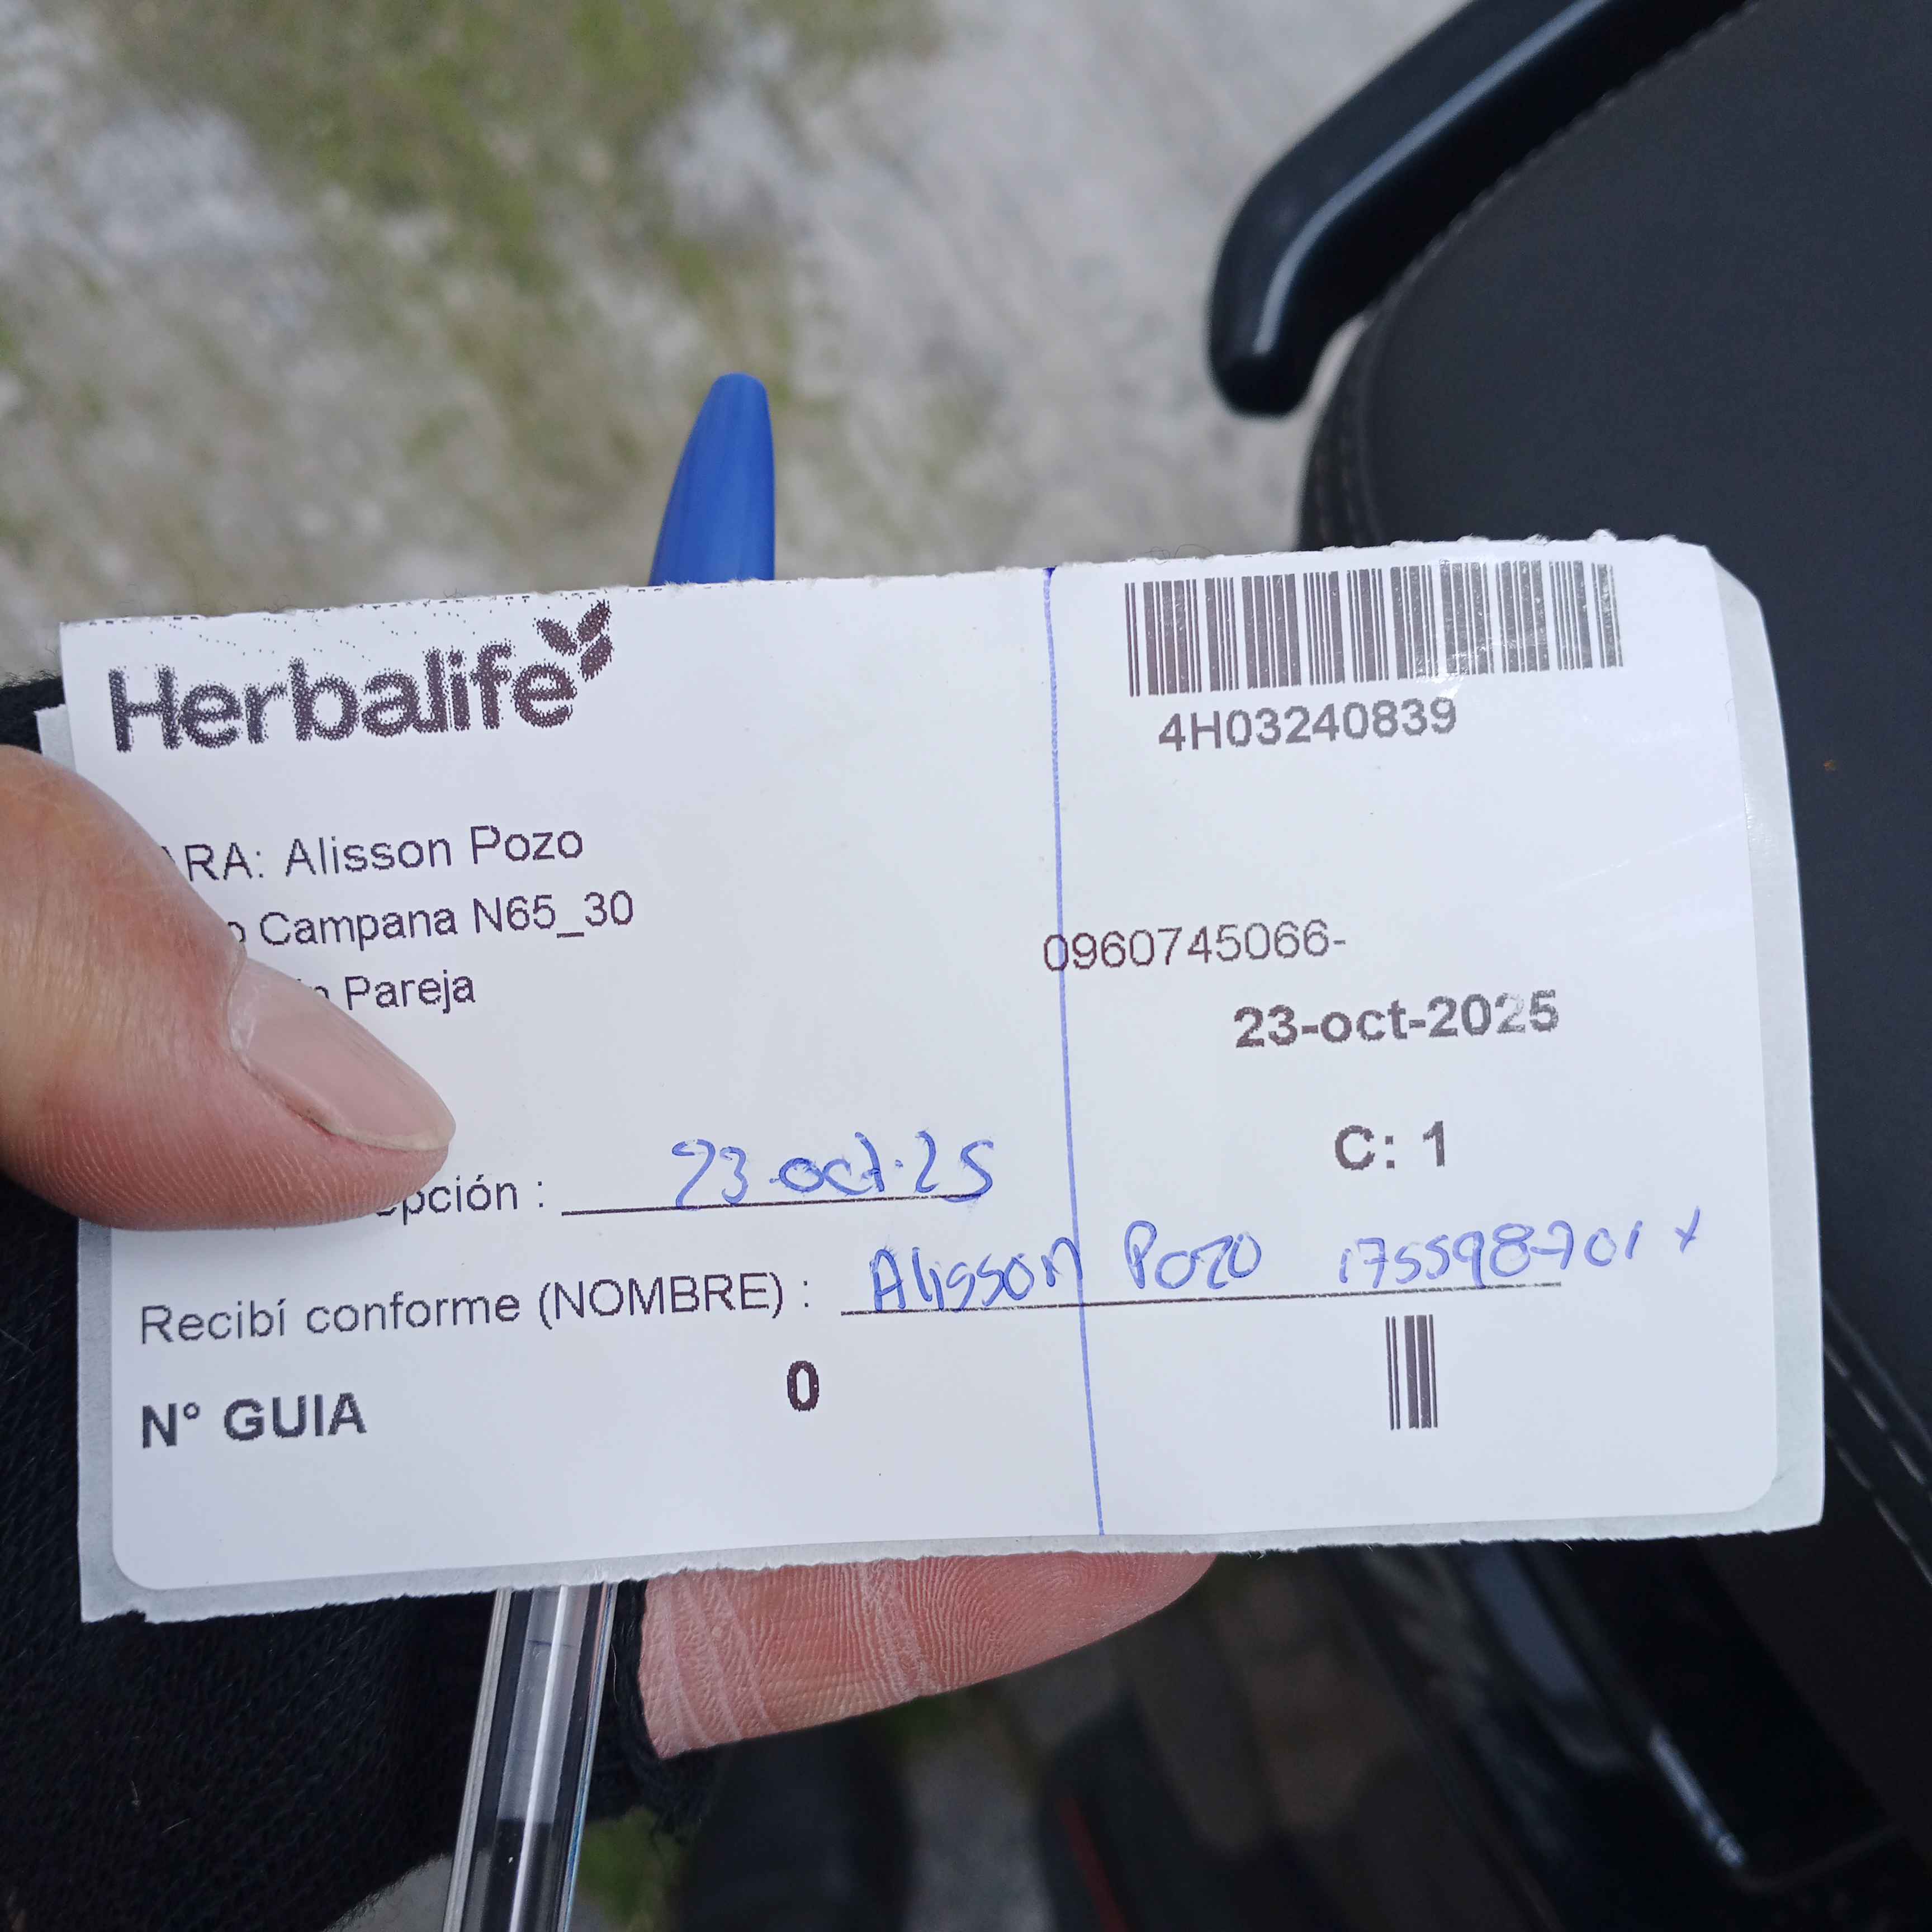 Herbalife
4H03240839
RA: Alisson Pozo
Campana N65_30
0960745066-
Pareja
23-oct-2025
C: 1
pción : 23-oct-25
Recibí conforme (NOMBRE) : Alisson Pozo
N° GUIA 0